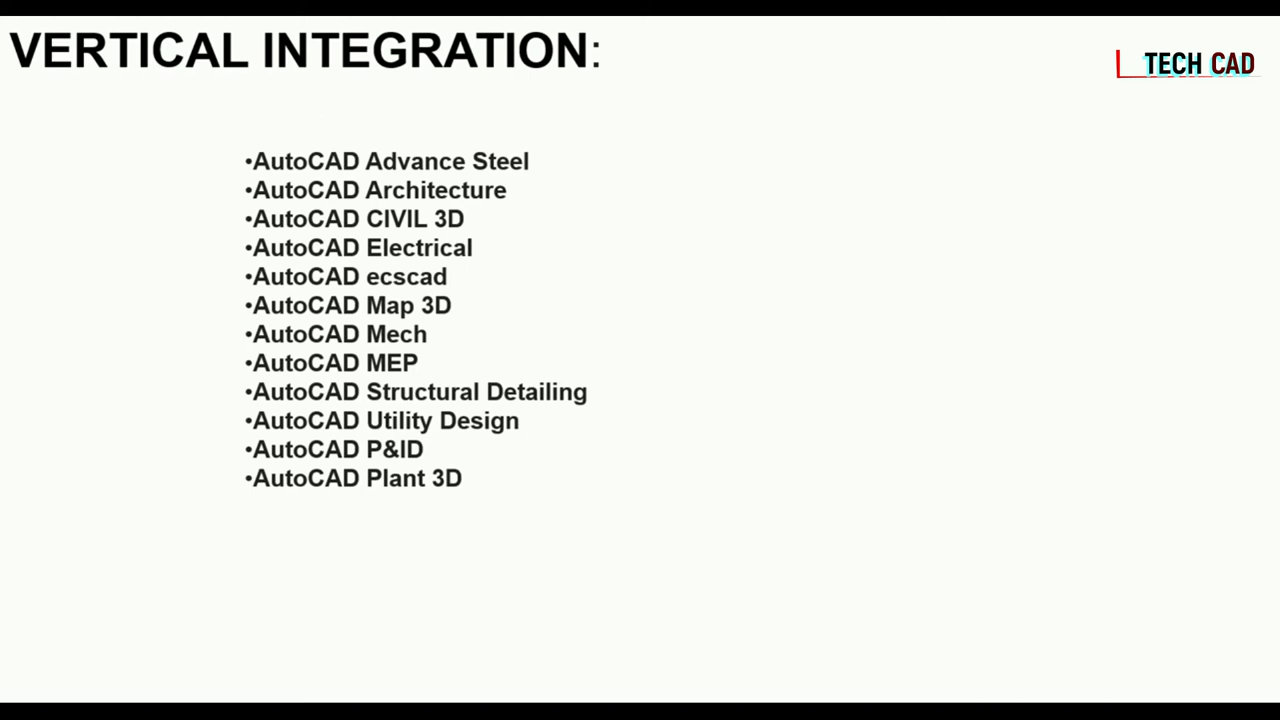 VERTICAL INTEGRATION:
TECH CAD
•AutoCAD Advance Steel
•AutoCAD Architecture
•AutoCAD CIVIL 3D
•AutoCAD Electrical
•AutoCAD ecscad
•AutoCAD Map 3D
•AutoCAD Mech
•AutoCAD MEP
•AutoCAD Structural Detailing
•AutoCAD Utility Design
•AutoCAD P&ID
•AutoCAD Plant 3D